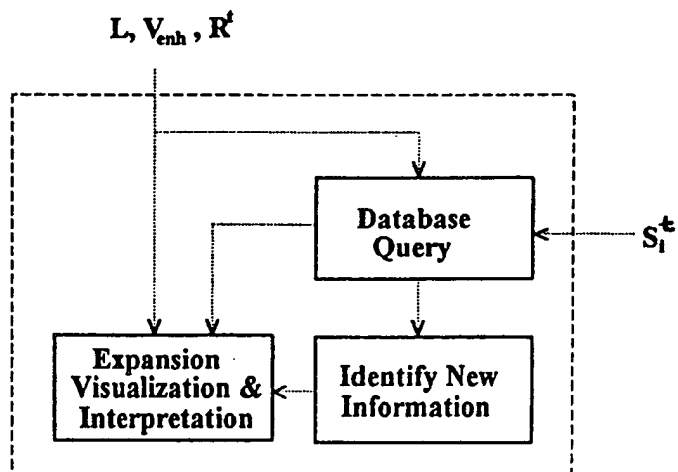 L, V_enh, R^t
Database
Query
S_i^t
Expansion
Visualization &
Interpretation
Identify New
Information